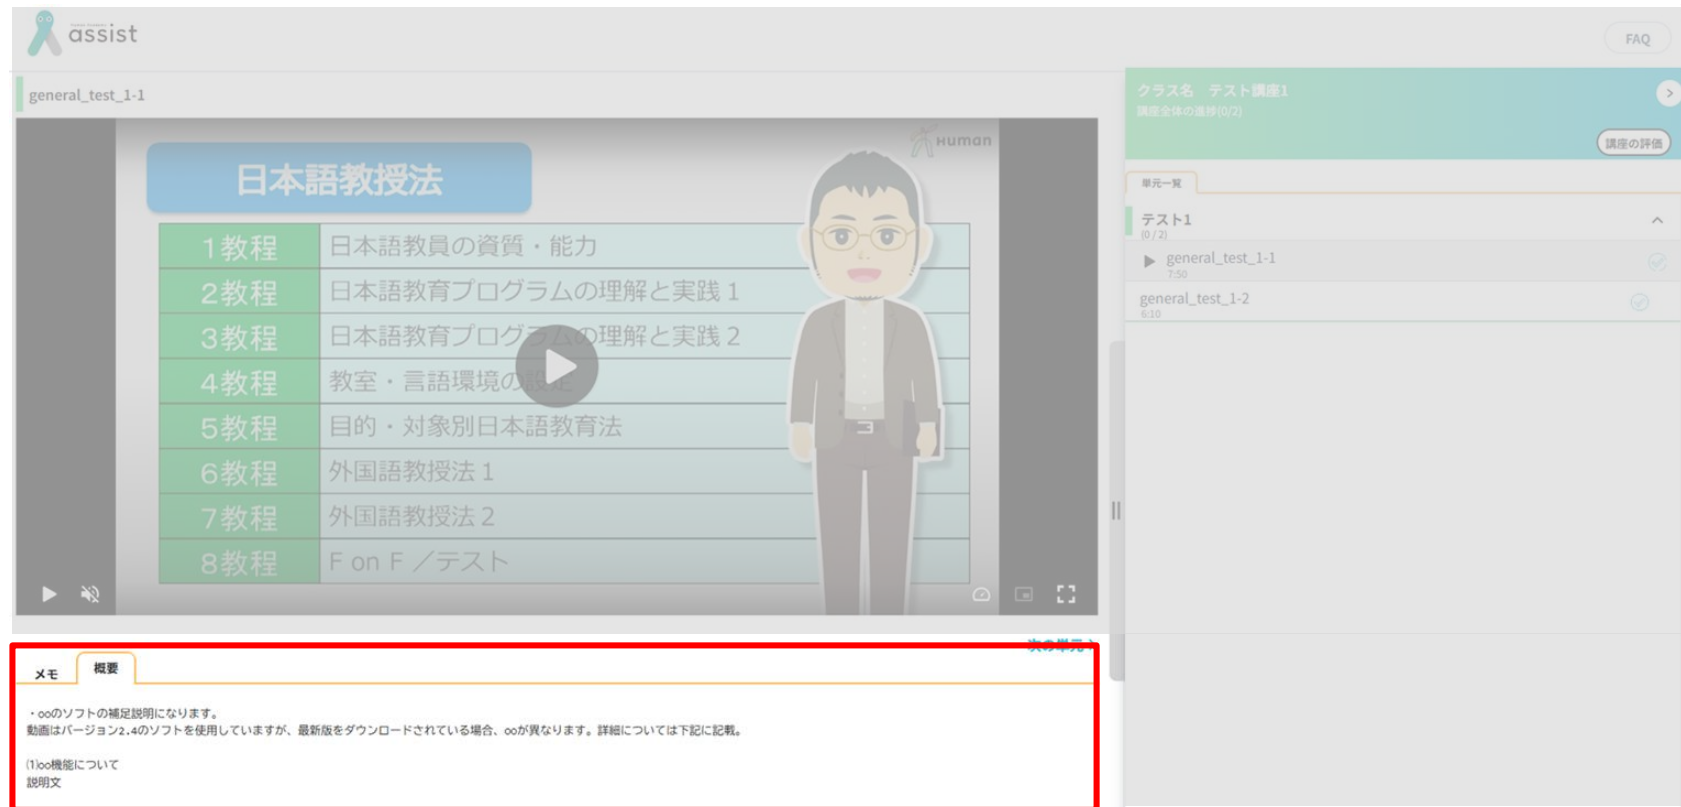 assist
FAQ
general_test_1-1
Human
日本語教授法
1教程 日本語教員の資質・能力
2教程 日本語教育プログラムの理解と実践1
3教程 日本語教育プログラムの理解と実践2
4教程 教室・言語環境の設定
5教程 目的・対象別日本語教育法
6教程 外国語教授法1
7教程 外国語教授法2
8教程 F on F／テスト
クラス名 テスト講座1
講座全体の進捗(0/2)
講座の評価
単元一覧
テスト1
(0 / 2)
general_test_1-1
7:50
general_test_1-2
6:10
次の単元
メモ 概要
・ooのソフトの補足説明になります。
動画はバージョン2.4のソフトを使用していますが、最新版をダウンロードされている場合、ooが異なります。詳細については下記に記載。
(1)oo機能について
説明文